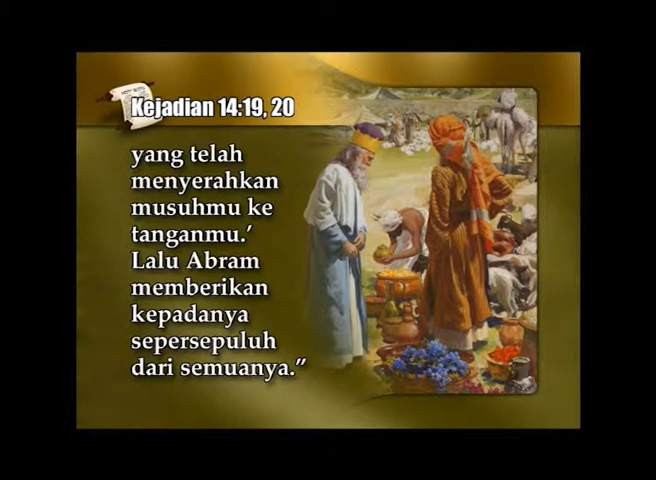 Kejadian 14:19, 20
yang telah
menyerahkan
musuhmu ke
tanganmu.’
Lalu Abram
memberikan
kepadanya
sepersepuluh
dari semuanya.”